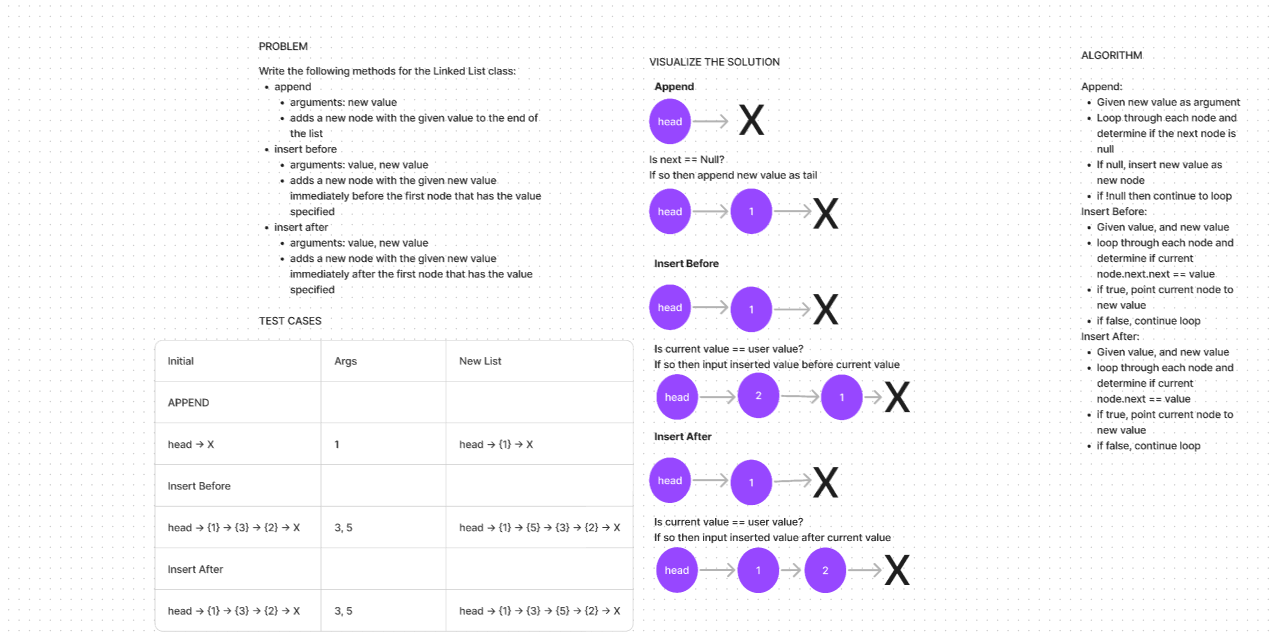 PROBLEM
Write the following methods for the Linked List class:
• append
• arguments: new value
• adds a new node with the given value to the end of
the list
• insert before
• arguments: value, new value
• adds a new node with the given new value
immediately before the first node that has the value
specified
• insert after
• arguments: value, new value
• adds a new node with the given new value
immediately after the first node that has the value
specified
TEST CASES
Initial Args New List
APPEND
head → X 1 head → {1} → X
Insert Before
head → {1} → {3} → {2} → X 3, 5 head → {1} → {5} → {3} → {2} → X
Insert After
head → {1} → {3} → {2} → X 3, 5 head → {1} → {3} → {5} → {2} → X
VISUALIZE THE SOLUTION
Append
head X
Is next == Null?
If so then append new value as tail
head 1 X
Insert Before
head 1 X
Is current value == user value?
If so then input inserted value before current value
head 2 1 X
Insert After
head 1 X
Is current value == user value?
If so then input inserted value after current value
head 1 2 X
ALGORITHM
Append:
• Given new value as argument
• Loop through each node and
determine if the next node is
null
• If null, insert new value as
new node
• if !null then continue to loop
Insert Before:
• Given value, and new value
• loop through each node and
determine if current
node.next.next == value
• if true, point current node to
new value
• if false, continue loop
Insert After:
• Given value, and new value
• loop through each node and
determine if current
node.next == value
• if true, point current node to
new value
• if false, continue loop